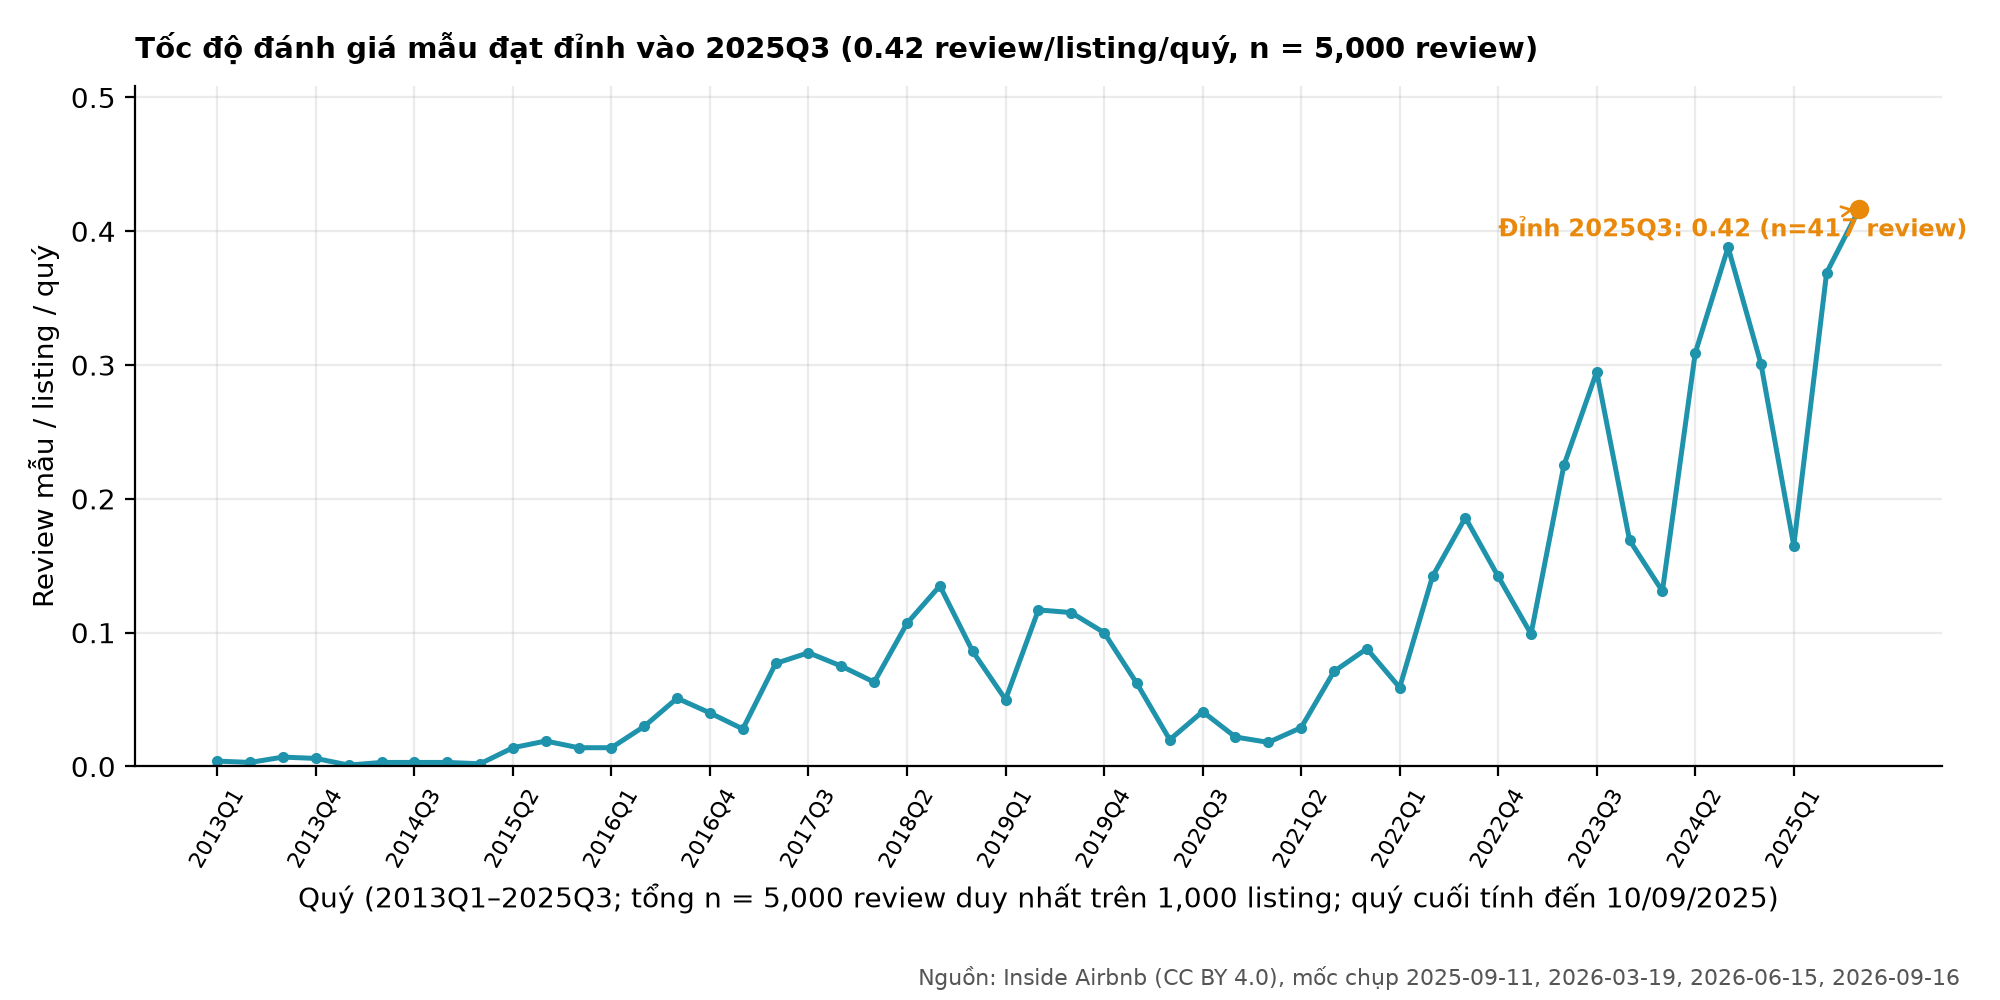 Tốc độ đánh giá mẫu đạt đỉnh vào 2025Q3 (0.42 review/listing/quý, n = 5,000 review)
Review mẫu / listing / quý
0.5
0.4
0.3
0.2
0.1
0.0
Đỉnh 2025Q3: 0.42 (n=417 review)
2013Q1
2013Q4
2014Q3
2015Q2
2016Q1
2016Q4
2017Q3
2018Q2
2019Q1
2019Q4
2020Q3
2021Q2
2022Q1
2022Q4
2023Q3
2024Q2
2025Q1
Quý (2013Q1–2025Q3; tổng n = 5,000 review duy nhất trên 1,000 listing; quý cuối tính đến 10/09/2025)
Nguồn: Inside Airbnb (CC BY 4.0), mốc chụp 2025-09-11, 2026-03-19, 2026-06-15, 2026-09-16